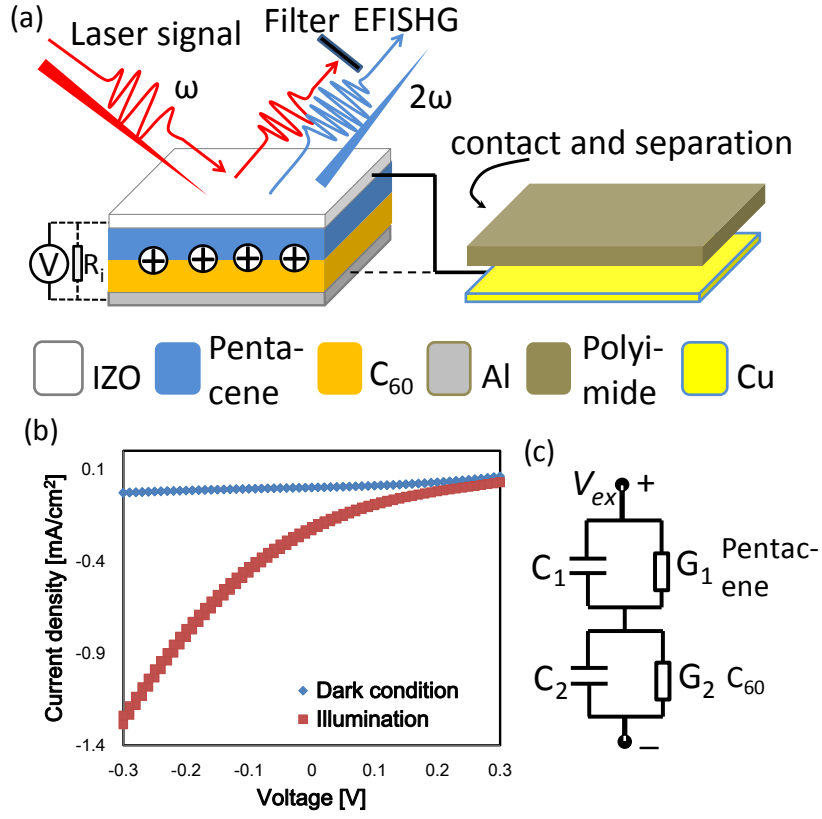 (a)
Laser signal
Filter EFISHG
ω
2ω
contact and separation
V
R_i
+ + + +
IZO
Penta-
cene
C₆₀
Al
Polyi-
mide
Cu
(b)
Current density [mA/cm²]
0.1
-0.4
-0.9
-1.4
Dark condition
Illumination
-0.3 -0.2 -0.1 0 0.1 0.2 0.3
Voltage [V]
(c)
V_ex +
C₁
G₁ Pentac-
ene
C₂
G₂ C₆₀
–